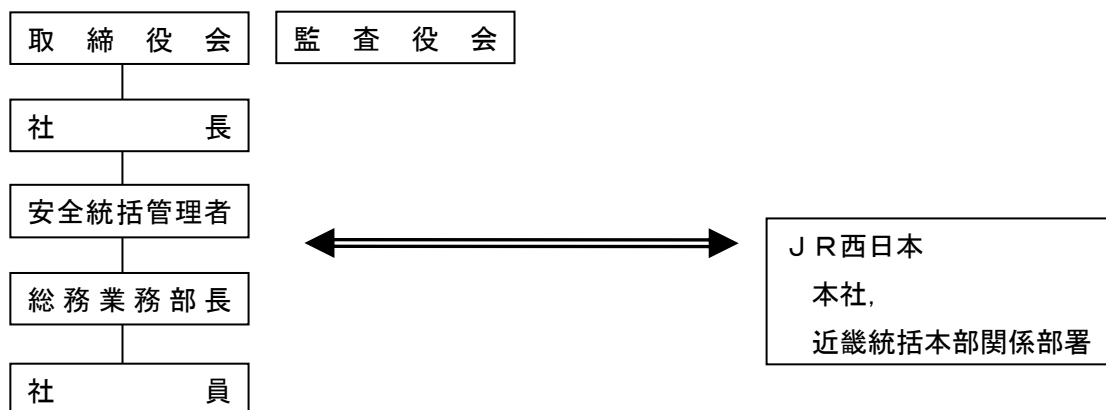 取締役会
監査役会
社長
安全統括管理者
総務業務部長
社員
ＪＲ西日本
本社,
近畿統括本部関係部署